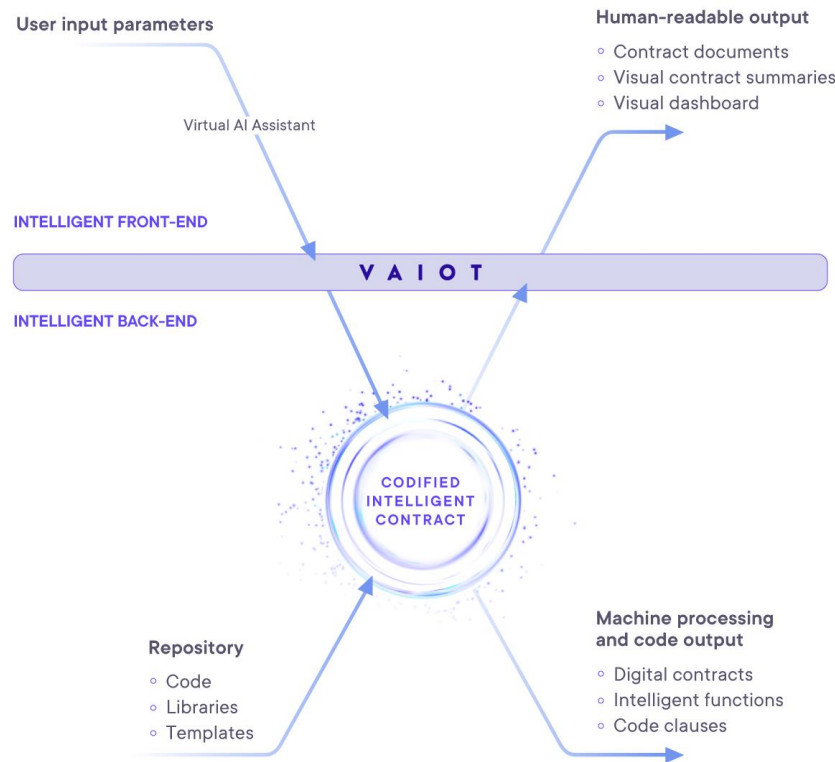 User input parameters
Human-readable output
Contract documents
Visual contract summaries
Visual dashboard
Virtual AI Assistant
INTELLIGENT FRONT-END
VAIOT
INTELLIGENT BACK-END
CODIFIED
INTELLIGENT
CONTRACT
Repository
Code
Libraries
Templates
Machine processing
and code output
Digital contracts
Intelligent functions
Code clauses